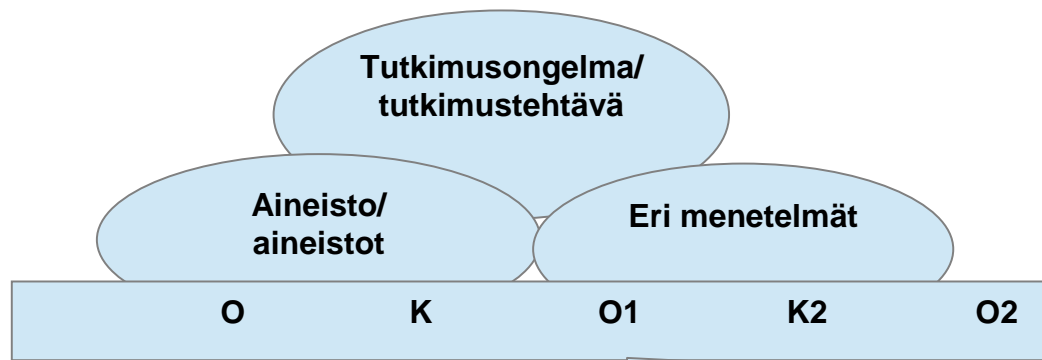 Tutkimusongelma/
tutkimustehtävä
Aineisto/
aineistot
Eri menetelmät
O K O1 K2 O2